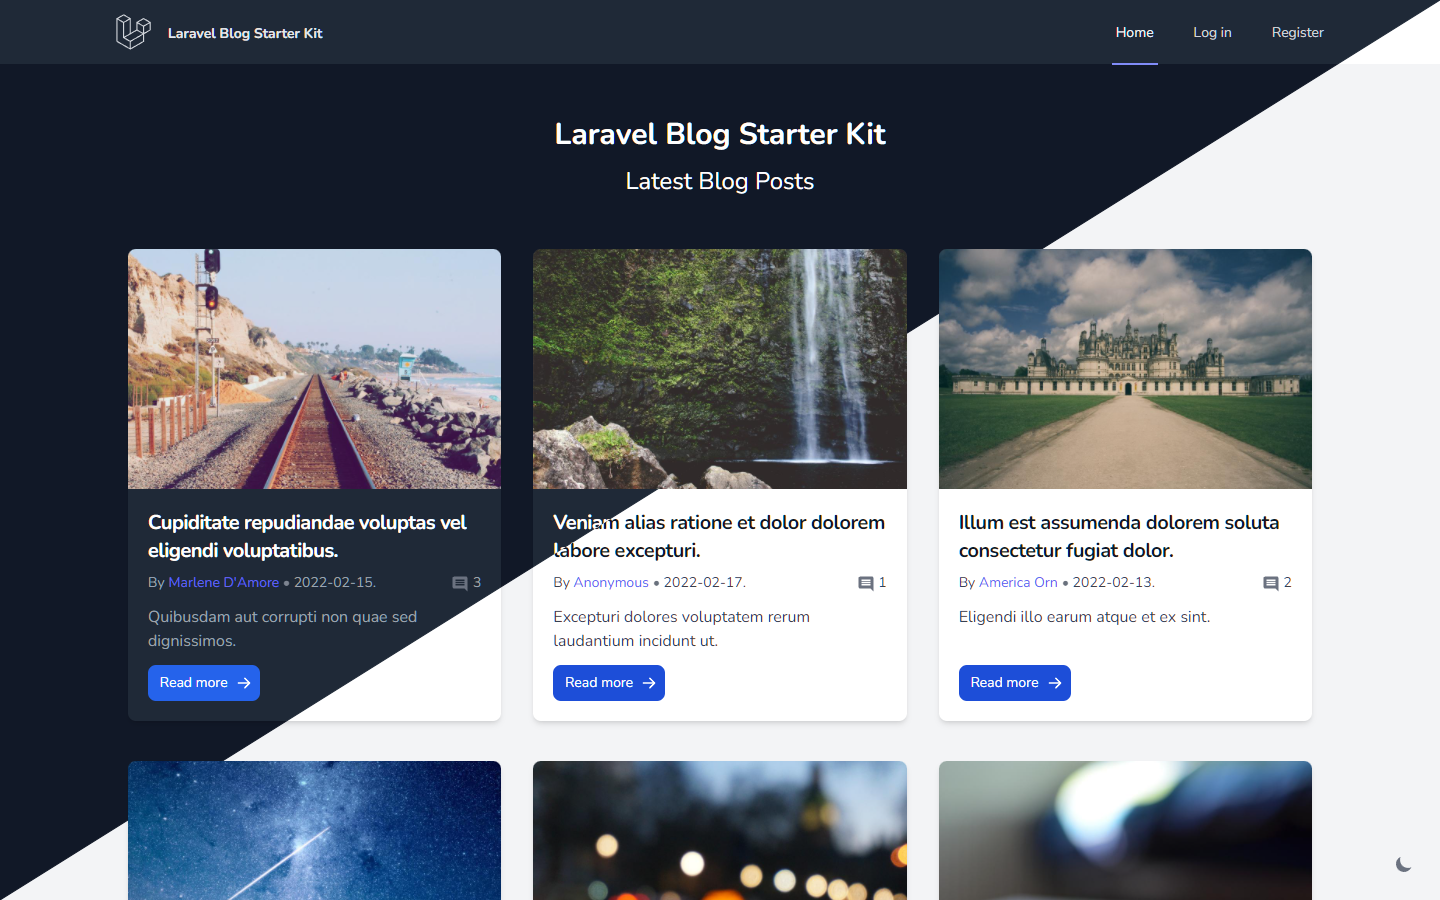 Laravel Blog Starter Kit
Home
Log in
Register
Laravel Blog Starter Kit
Latest Blog Posts
Cupiditate repudiandae voluptas vel
eligendi voluptatibus.
By Marlene D'Amore • 2022-02-15.
3
Quibusdam aut corrupti non quae sed
dignissimos.
Read more
Veniam alias ratione et dolor dolorem
labore excepturi.
By Anonymous • 2022-02-17.
1
Excepturi dolores voluptatem rerum
laudantium incidunt ut.
Read more
Illum est assumenda dolorem soluta
consectetur fugiat dolor.
By America Orn • 2022-02-13.
2
Eligendi illo earum atque et ex sint.
Read more